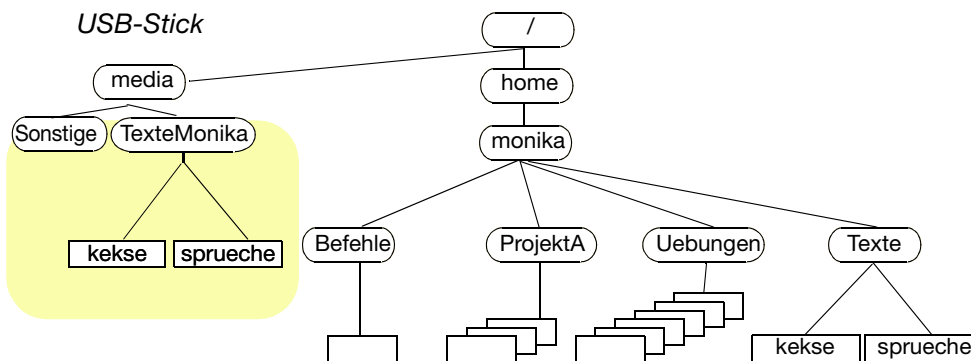 USB-Stick
/
media
home
Sonstige
TexteMonika
monika
Befehle
ProjektA
Uebungen
Texte
kekse
sprueche
kekse
sprueche